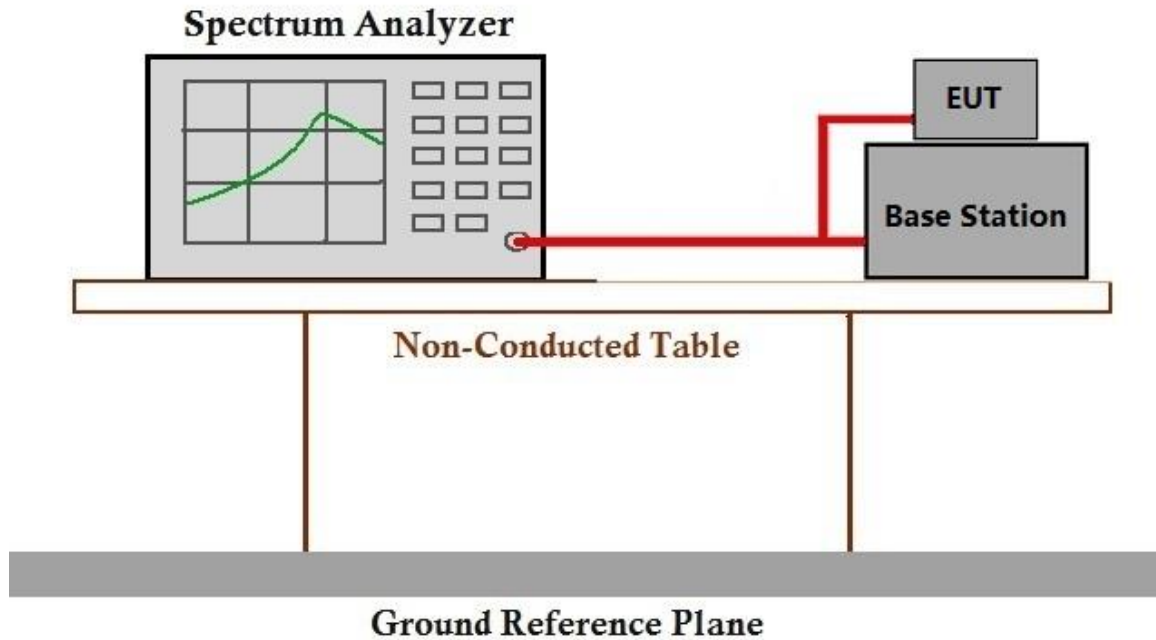 Spectrum Analyzer
EUT
Base Station
Non-Conducted Table
Ground Reference Plane